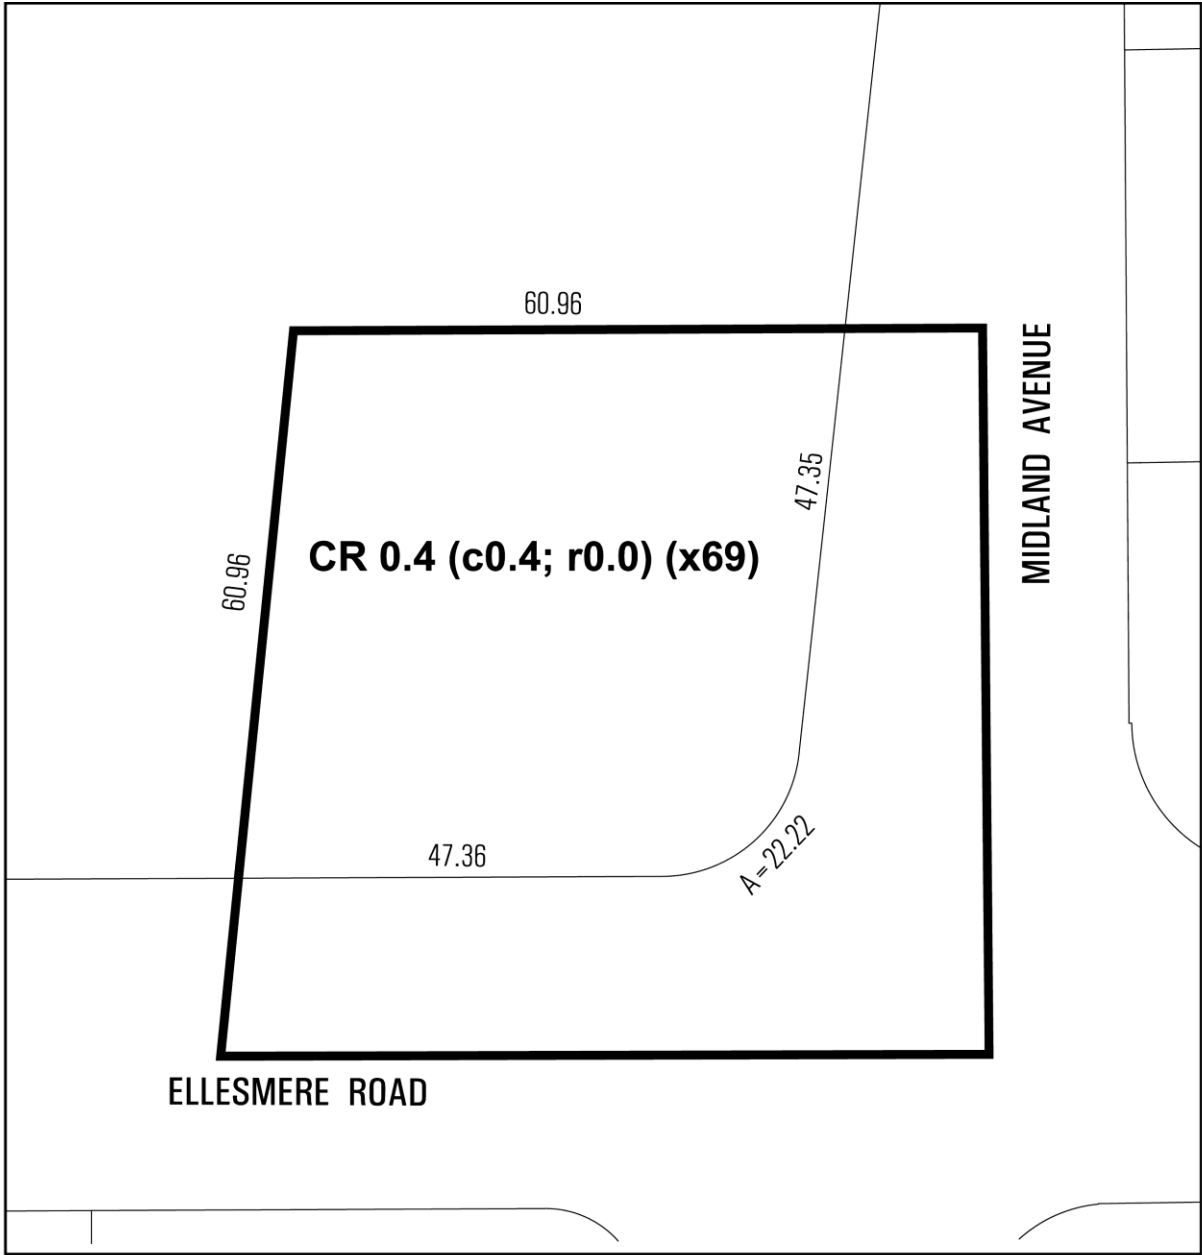 60.96
MIDLAND AVENUE
47.35
60.96
CR 0.4 (c0.4; r0.0) (x69)
47.36
A = 22.22
ELLESMERE ROAD